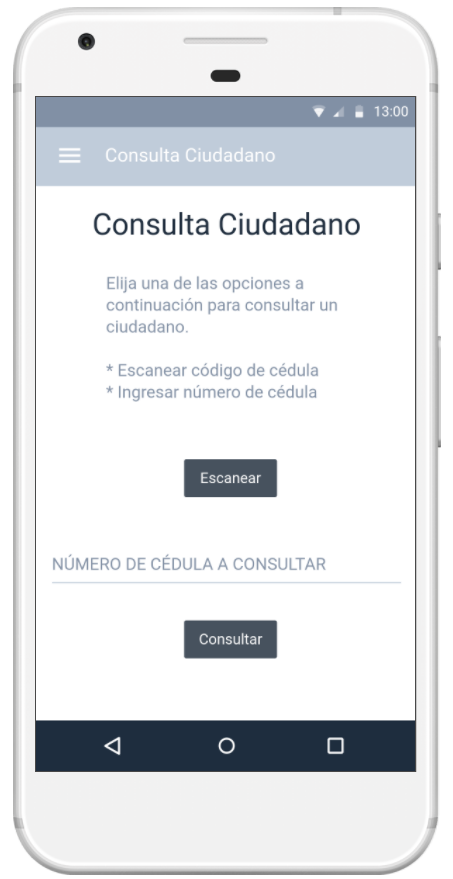 13:00
Consulta Ciudadano
Consulta Ciudadano
Elija una de las opciones a
continuación para consultar un
ciudadano.
* Escanear código de cédula
* Ingresar número de cédula
Escanear
NÚMERO DE CÉDULA A CONSULTAR
Consultar